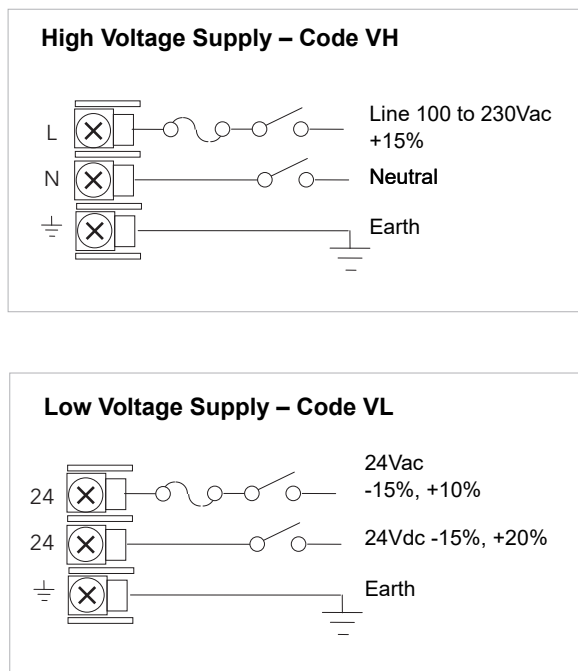 High Voltage Supply – Code VH
L
Line 100 to 230Vac
+15%
N
Neutral
Earth
Low Voltage Supply – Code VL
24Vac
24
-15%, +10%
24
24Vdc -15%, +20%
Earth